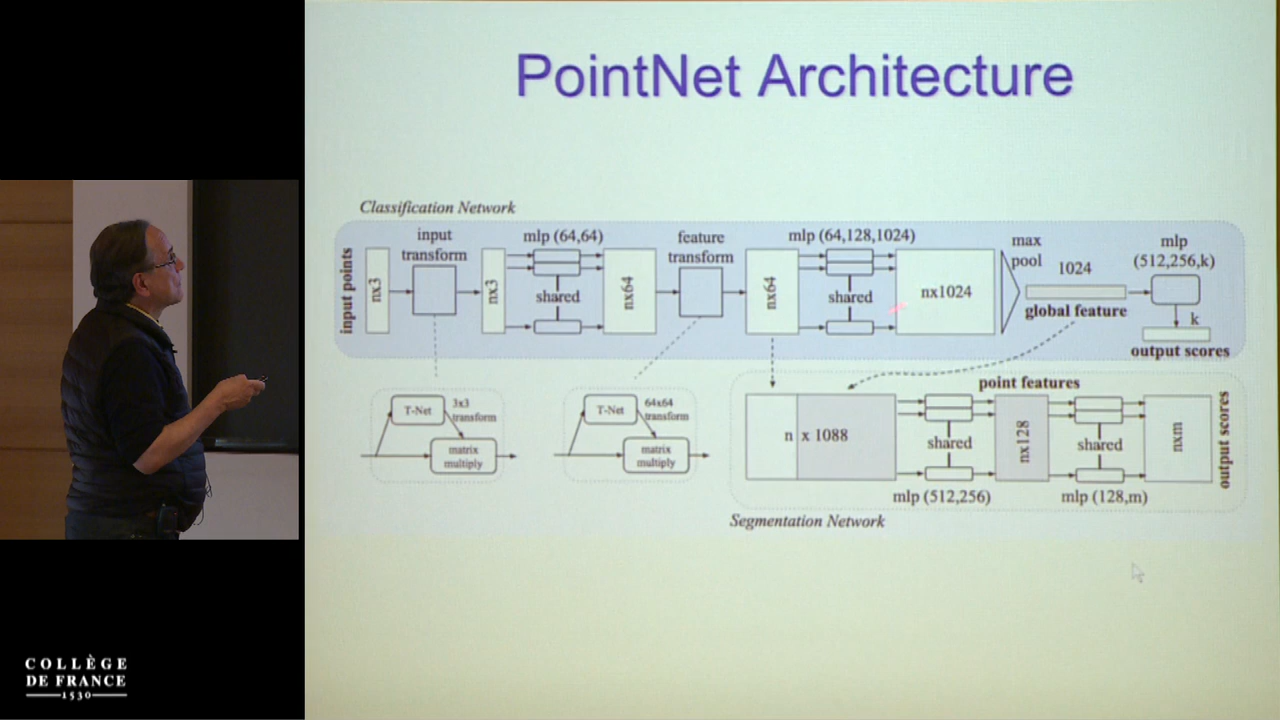 PointNet Architecture
Classification Network
input points
nx3
input
transform
nx3
mlp (64,64)
shared
nx64
feature
transform
nx64
mlp (64,128,1024)
shared
nx1024
max
pool
1024
global feature
mlp
(512,256,k)
k
output scores
T-Net
3x3
transform
matrix
multiply
T-Net
64x64
transform
matrix
multiply
n x 1088
shared
mlp (512,256)
point features
nx128
shared
mlp (128,m)
nxm
output scores
Segmentation Network
COLLÈGE
DE FRANCE
1530